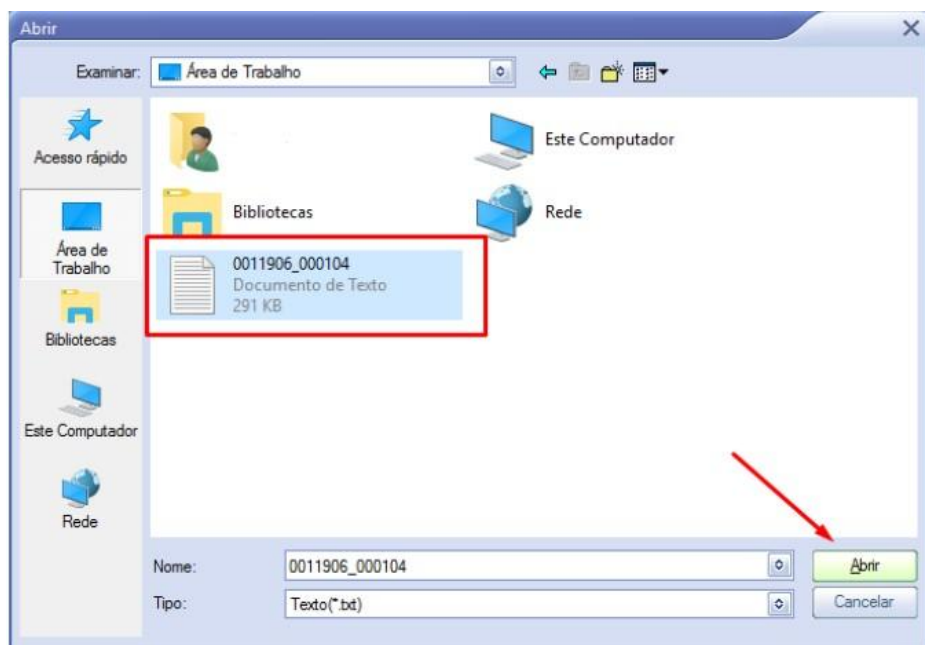 Abrir
Examinar: Área de Trabalho
Acesso rápido
Área de
Trabalho
Bibliotecas
Este Computador
Rede
Este Computador
Bibliotecas
Rede
0011906_000104
Documento de Texto
291 KB
Nome: 0011906_000104 Abrir
Tipo: Texto(*.txt) Cancelar